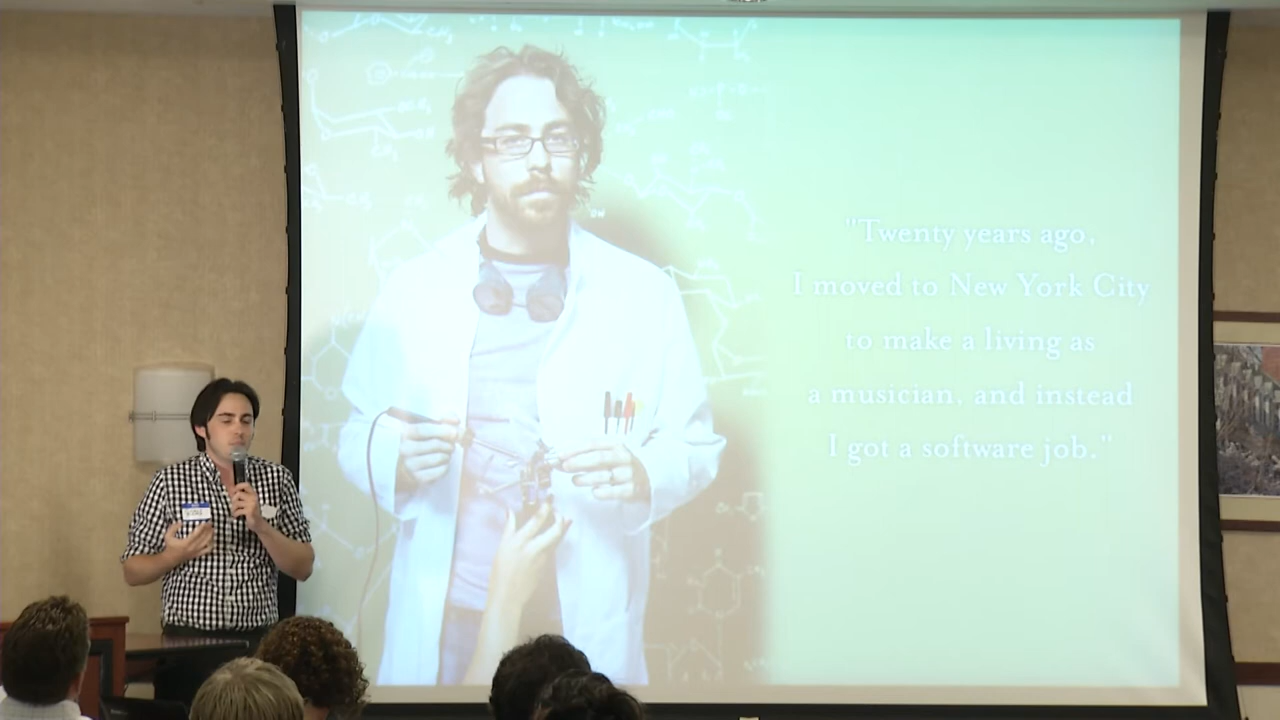 "Twenty years ago,
I moved to New York City
to make a living as
a musician, and instead
I got a software job."